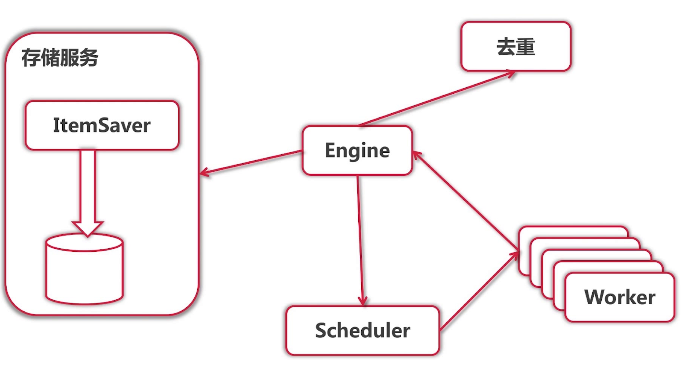 去重
存储服务
ItemSaver
Engine
Worker
Scheduler